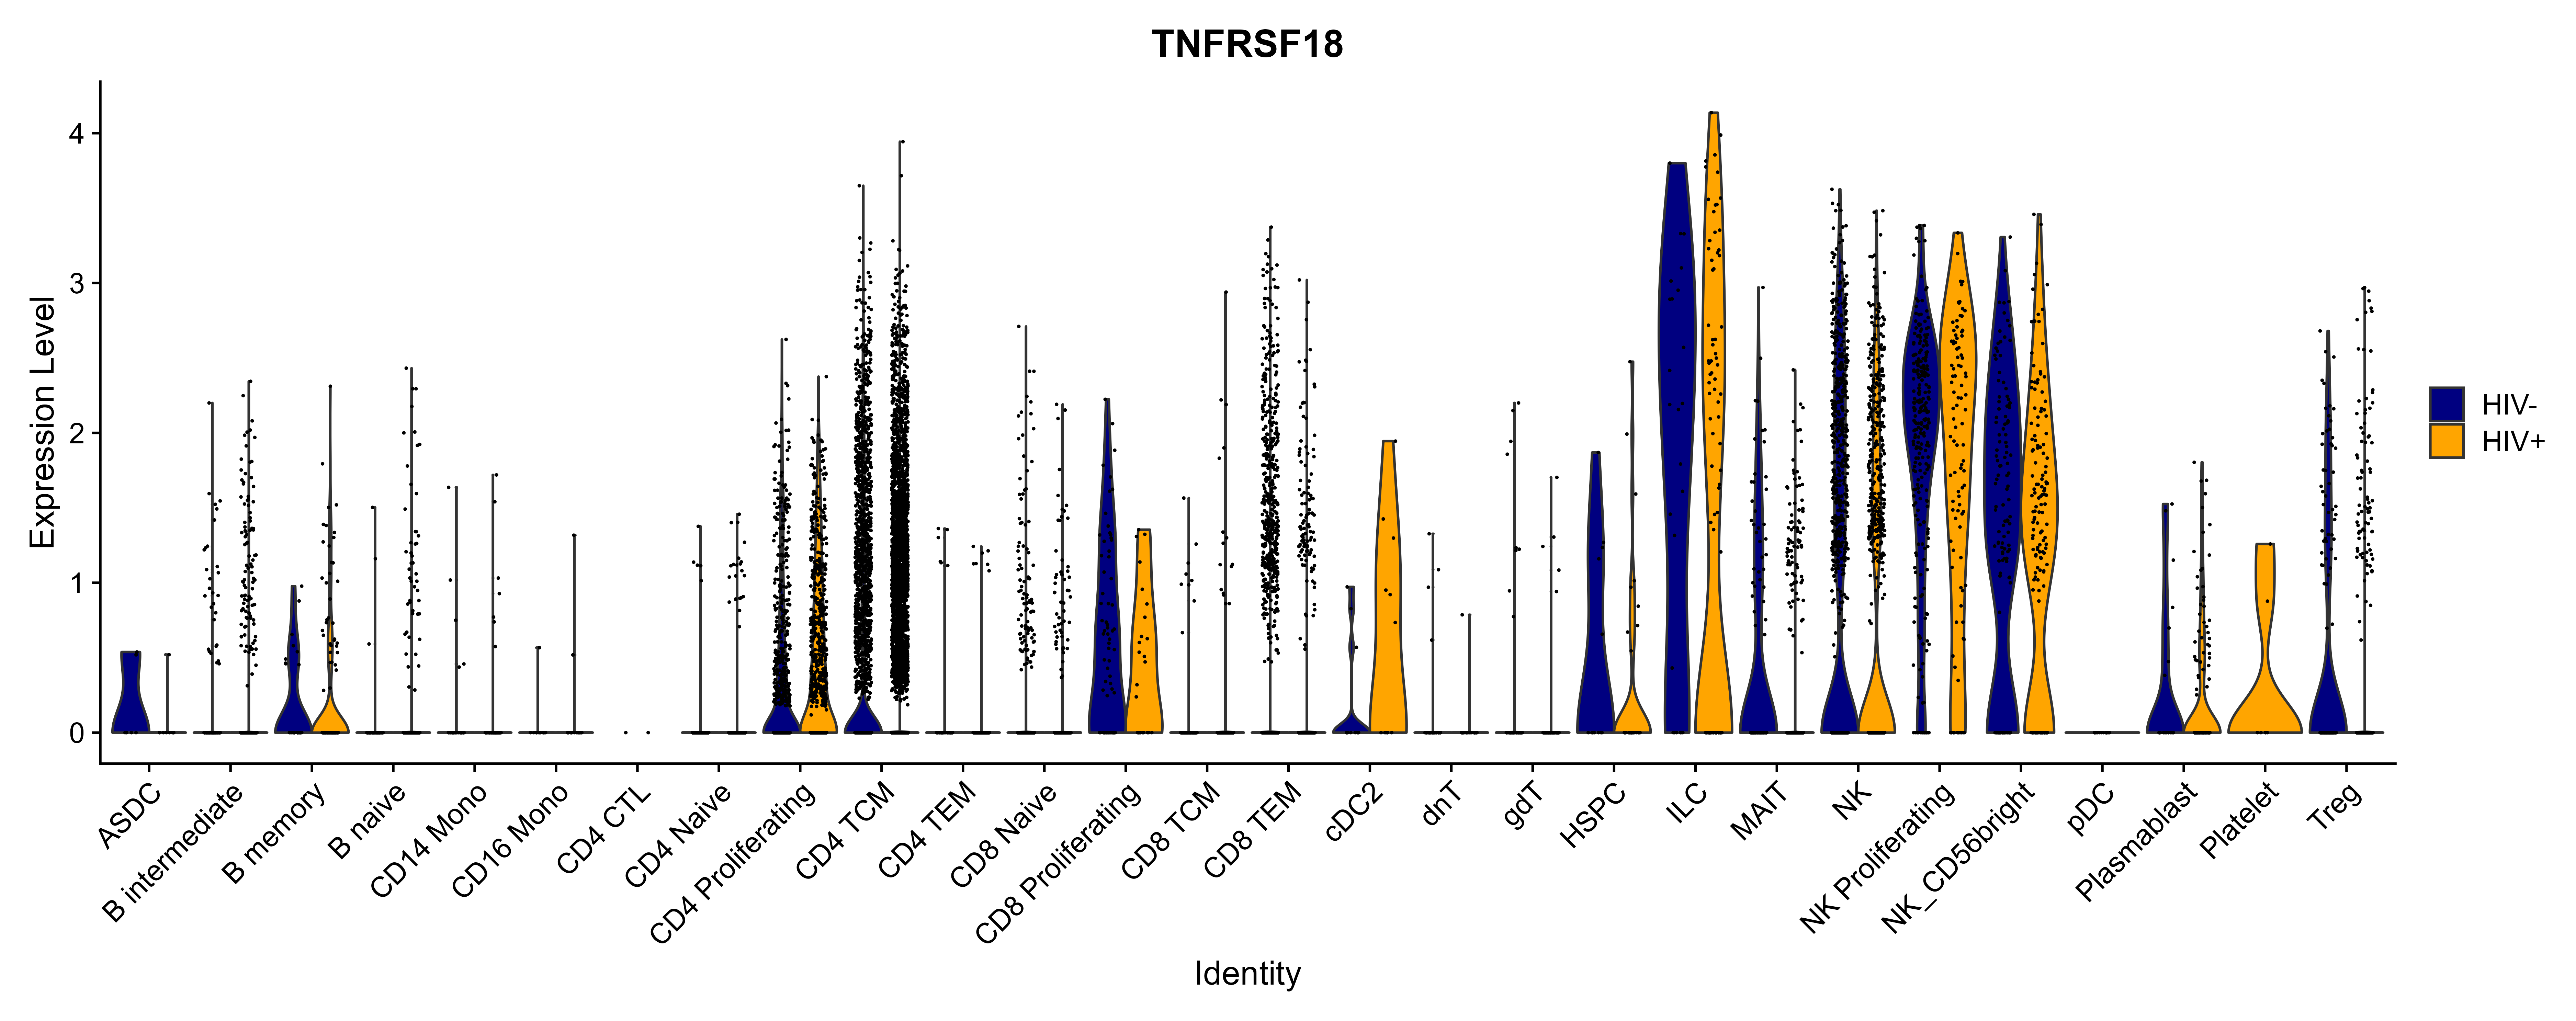 TNFRSF18
Expression Level
4
3
2
1
0
ASDC
B intermediate
B memory
B naive
CD14 Mono
CD16 Mono
CD4 CTL
CD4 Naive
CD4 Proliferating
CD4 TCM
CD4 TEM
CD8 Naive
CD8 Proliferating
CD8 TCM
CD8 TEM
cDC2
dnT
gdT
HSPC
ILC
MAIT
NK
NK Proliferating
NK_CD56bright
pDC
Plasmablast
Platelet
Treg
Identity
HIV-
HIV+